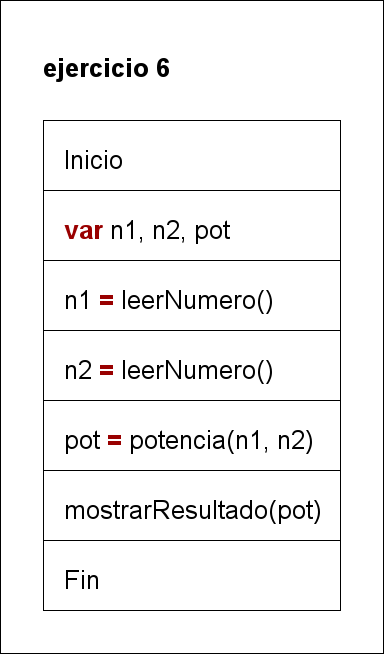 ejercicio 6
Inicio
var n1, n2, pot
n1 = leerNumero()
n2 = leerNumero()
pot = potencia(n1, n2)
mostrarResultado(pot)
Fin